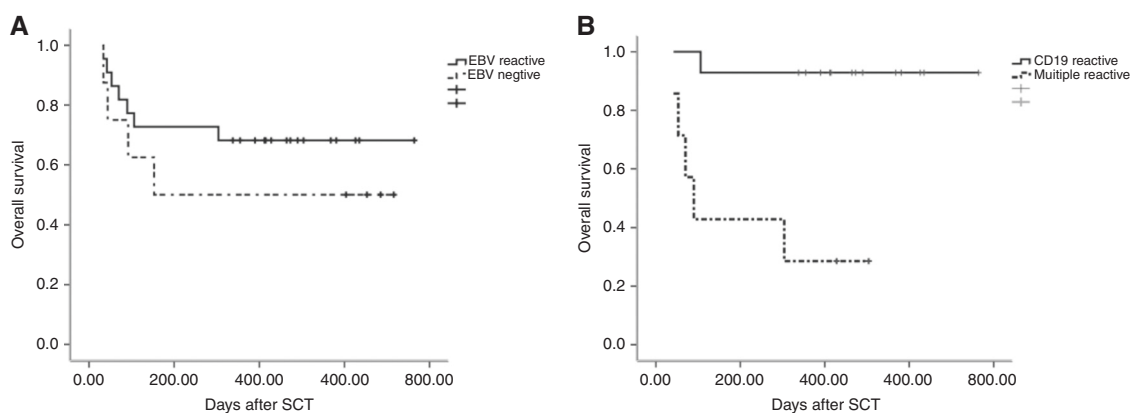 A
1.0
0.8
0.6
0.4
0.2
0.0
Overall survival
0.00 200.00 400.00 400.00 800.00
Days after SCT
EBV reactive
EBV negtive
B
1.0
0.8
0.6
0.4
0.2
0.0
Overall survival
0.00 200.00 400.00 400.00 800.00
Days after SCT
CD19 reactive
Muitiple reactive